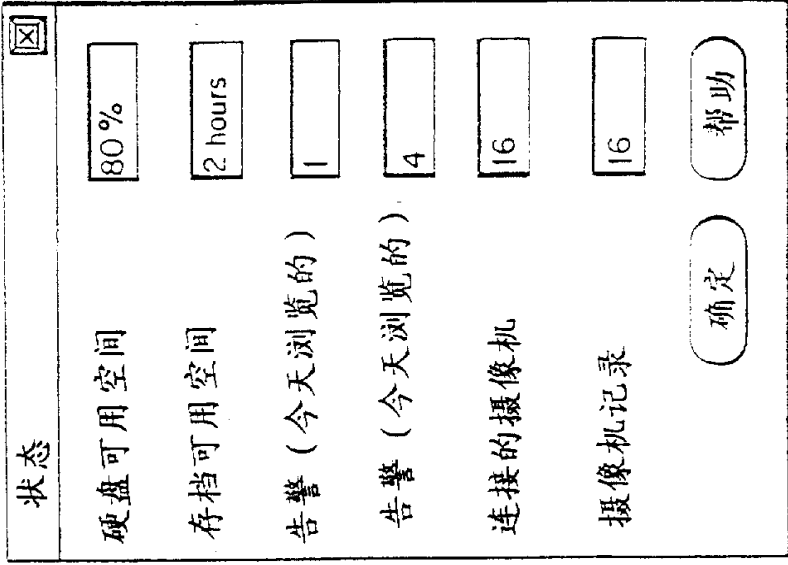 状态
硬盘可用空间 80%
存档可用空间 2 hours
告警(今天浏览的) 1
告警(今天浏览的) 4
连接的摄像机 16
摄像机记录 16
确定 帮助